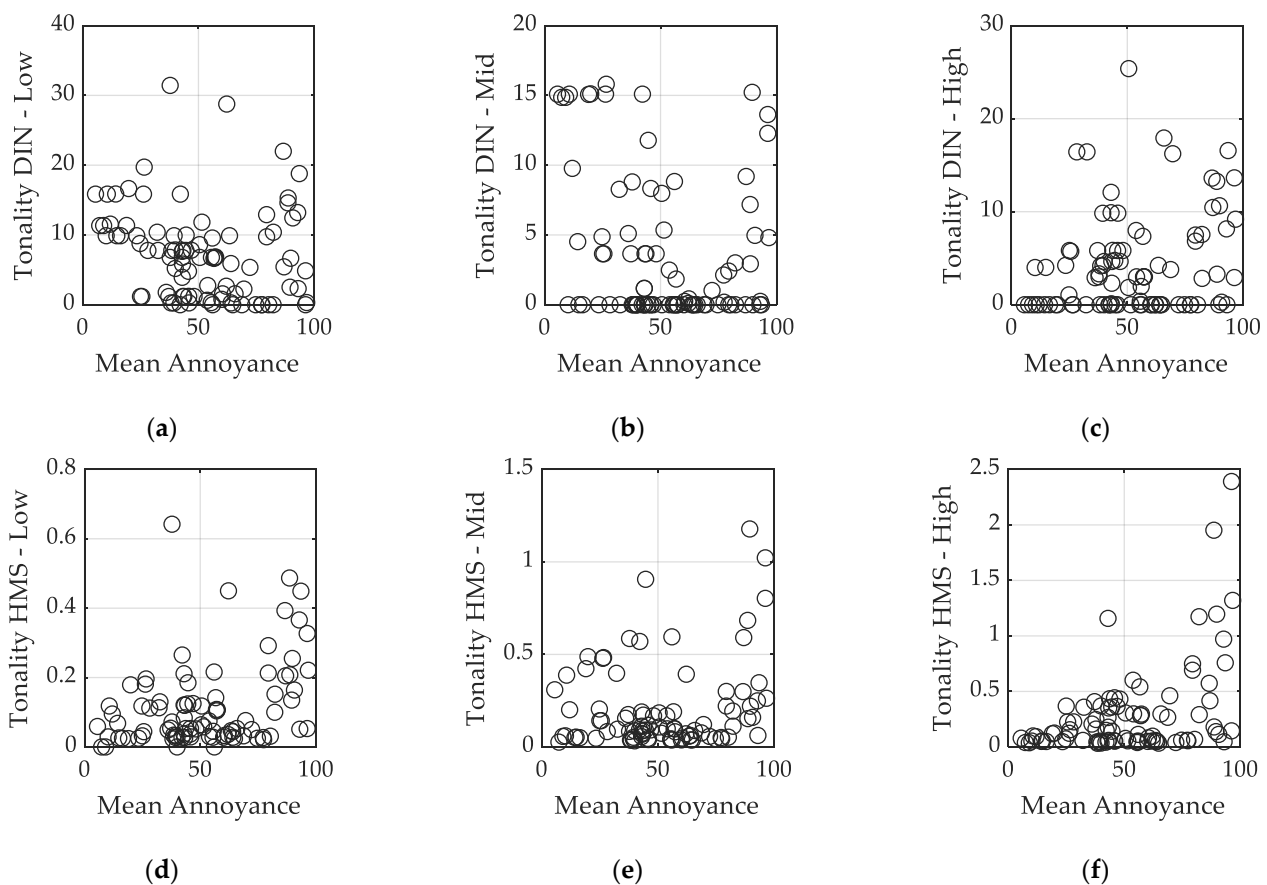 40
30
20
10
0
0 50 100
Tonality DIN - Low
Mean Annoyance
(a)
20
15
10
5
0
0 50 100
Tonality DIN - Mid
Mean Annoyance
(b)
30
20
10
0
0 50 100
Tonality DIN - High
Mean Annoyance
(c)
0.8
0.6
0.4
0.2
0
0 50 100
Tonality HMS - Low
Mean Annoyance
(d)
1.5
1
0.5
0
0 50 100
Tonality HMS - Mid
Mean Annoyance
(e)
2.5
2
1.5
1
0.5
0
0 50 100
Tonality HMS - High
Mean Annoyance
(f)